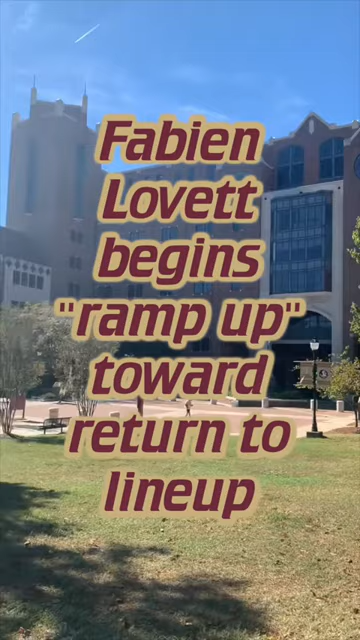 Fabien
Lovett
begins
"ramp up"
toward
return to
lineup